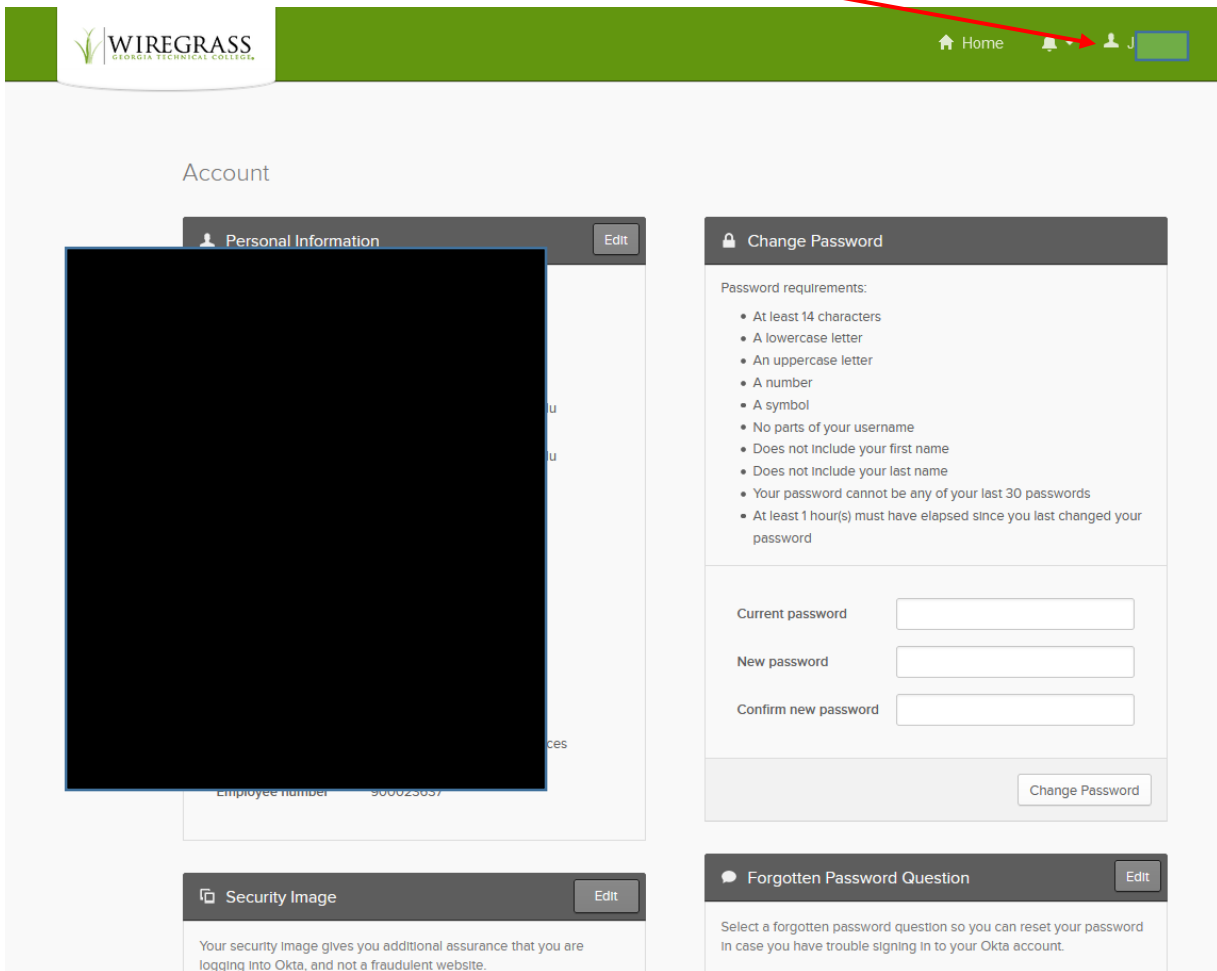 WIREGRASS
GEORGIA TECHNICAL COLLEGE
Home
J
Account
Personal Information
Edit
lu
lu
ces
Employee number
Security Image
Edit
Your security image gives you additional assurance that you are
logging into Okta, and not a fraudulent website.
Change Password
Password requirements:
• At least 14 characters
• A lowercase letter
• An uppercase letter
• A number
• A symbol
• No parts of your username
• Does not include your first name
• Does not include your last name
• Your password cannot be any of your last 30 passwords
• At least 1 hour(s) must have elapsed since you last changed your
password
Current password
New password
Confirm new password
Change Password
Forgotten Password Question
Edit
Select a forgotten password question so you can reset your password
in case you have trouble signing in to your Okta account.